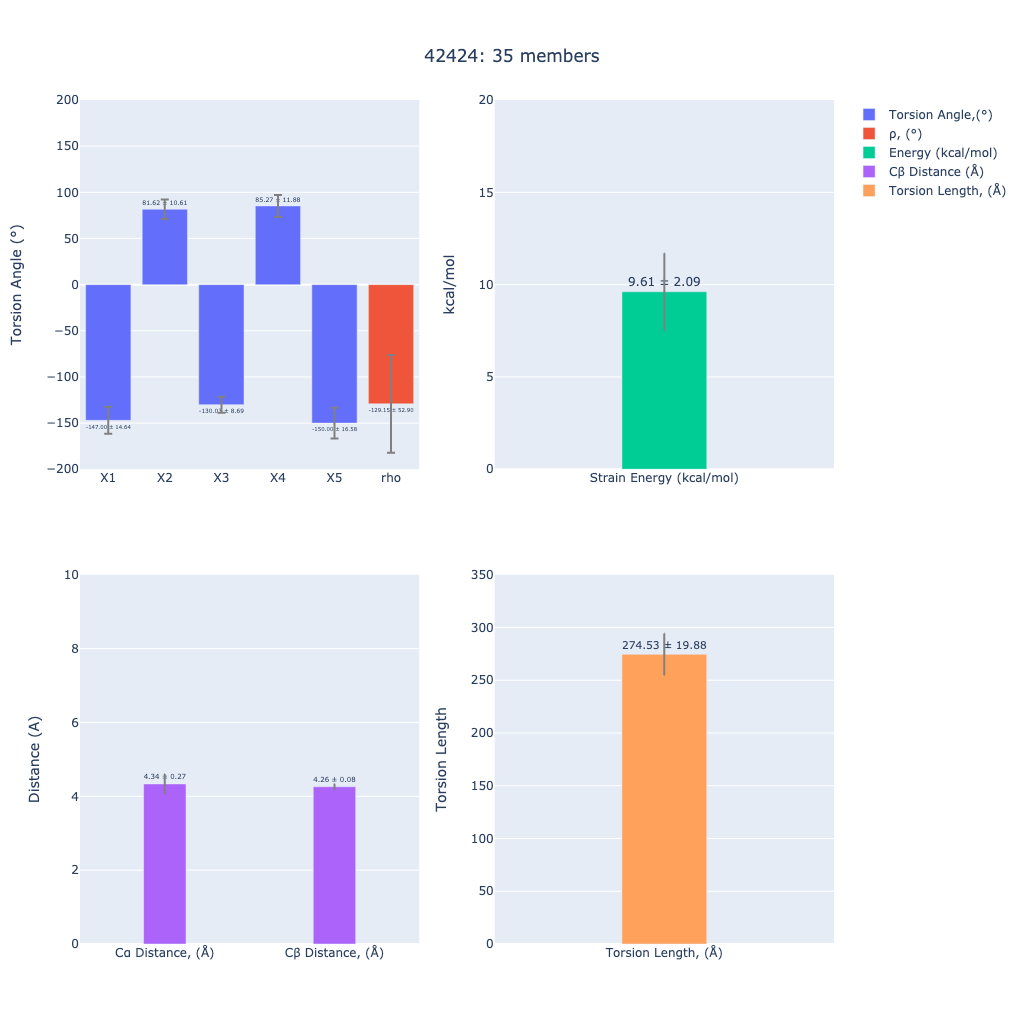 42424: 35 members
Torsion Angle (°)
200
150
100
50
0
−50
−100
−150
−200
81.62 ± 10.61
85.27 ± 11.88
-147.00 ± 14.64
-150.00 ± 16.58
-129.15 ± 52.90
X1 X2 X3 X4 X5 rho
kcal/mol
20
15
10
5
0
9.61 ± 2.09
Strain Energy (kcal/mol)
Torsion Angle,(°)
ρ, (°)
Energy (kcal/mol)
Cβ Distance (Å)
Torsion Length, (Å)
Distance (A)
10
8
6
4
2
0
4.34 ± 0.27
4.26 ± 0.08
Cα Distance, (Å) Cβ Distance, (Å)
Torsion Length
350
300
250
200
150
100
50
0
274.53 ± 19.88
Torsion Length, (Å)